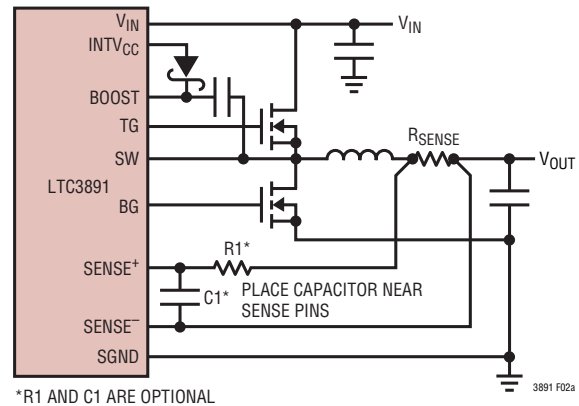 VIN
VIN
INTVCC
BOOST
TG
RSENSE
SW
VOUT
LTC3891
BG
R1*
SENSE+
C1*
PLACE CAPACITOR NEAR
SENSE PINS
SENSE–
SGND
3891 F02a
*R1 AND C1 ARE OPTIONAL